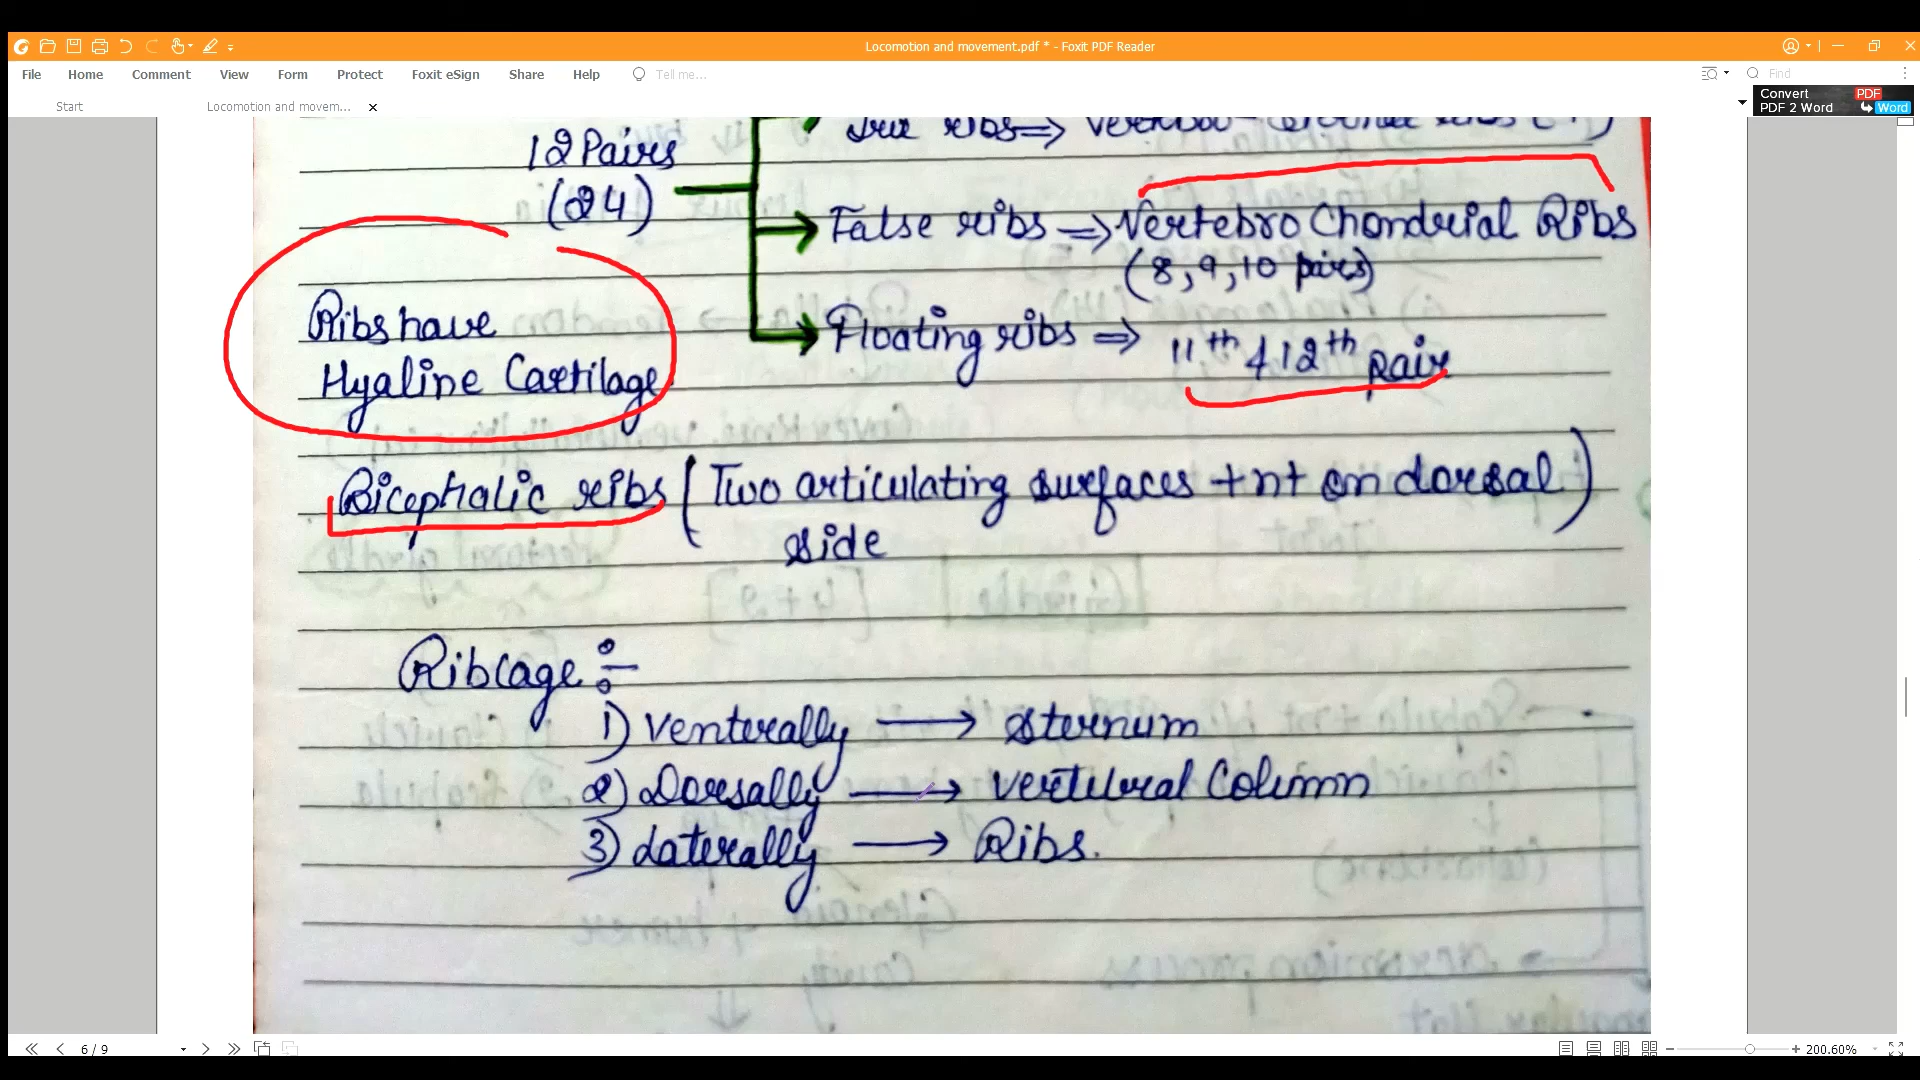 Locomotion and movement.pdf * - Foxit PDF Reader
File Home Comment View Form Protect Foxit eSign Share Help Tell me... Find
Start Locomotion and movem... Convert PDF 2 Word PDF Word
12 Pairs
(24)
True ribs ⇒
False ribs ⇒ Vertebro Chondrial Ribs
(8, 9, 10 pairs)
Floating ribs ⇒ 11th & 12th pair
Ribs have
Hyaline Cartilage
Bicephalic ribs (Two articulating surfaces +nt on dorsal
side)
Ribcage :-
1) Venterally → Sternum
2) Dorsally → Vertebral Column
3) Laterally → Ribs.
6 / 9 200.60%